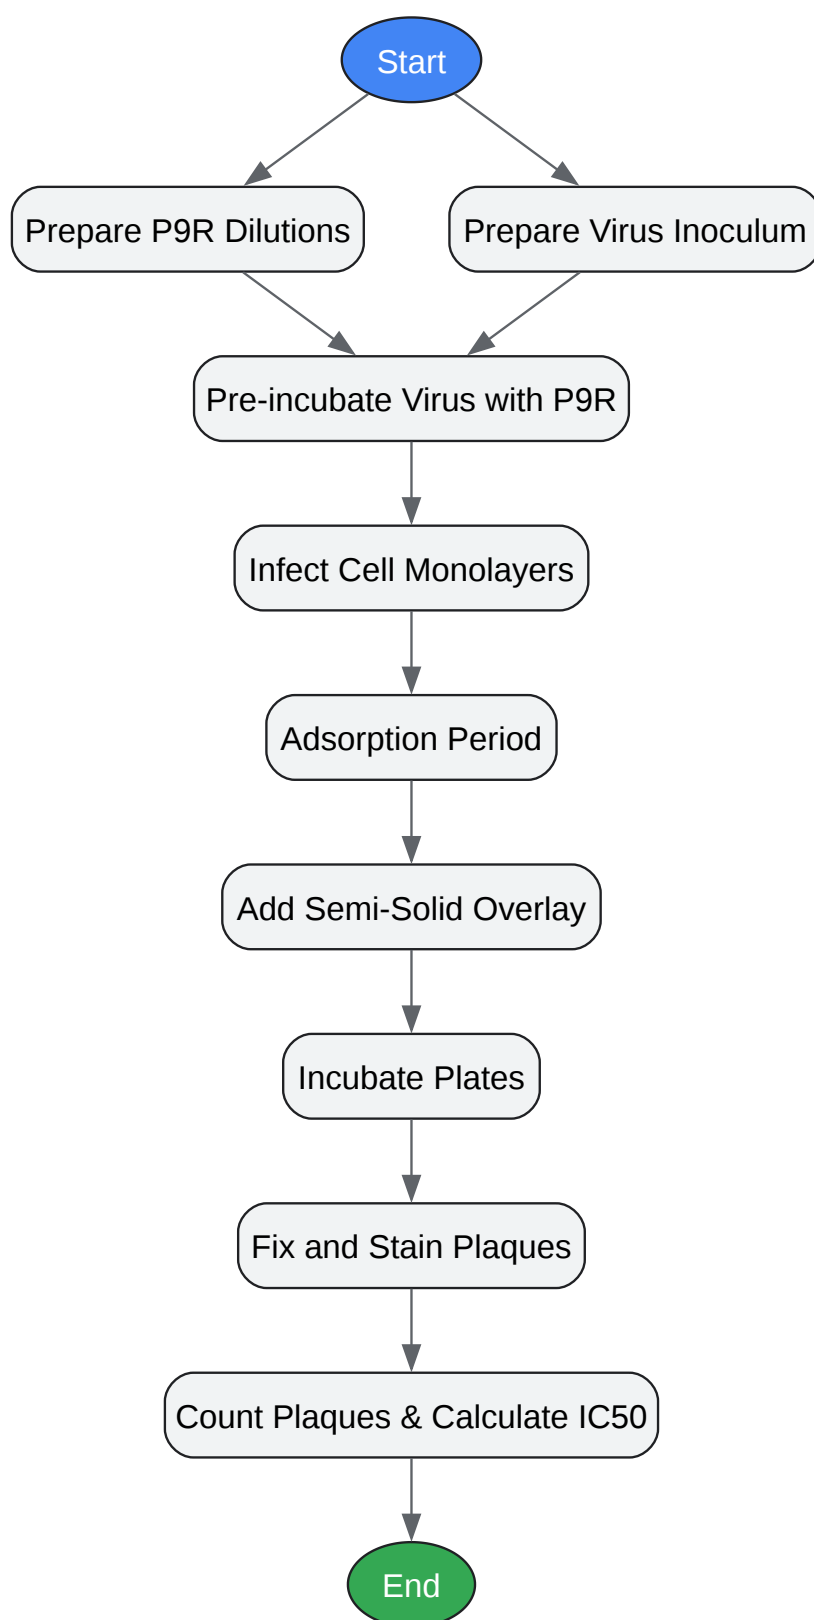 Start
Prepare P9R Dilutions
Prepare Virus Inoculum
Pre-incubate Virus with P9R
Infect Cell Monolayers
Adsorption Period
Add Semi-Solid Overlay
Incubate Plates
Fix and Stain Plaques
Count Plaques & Calculate IC50
End